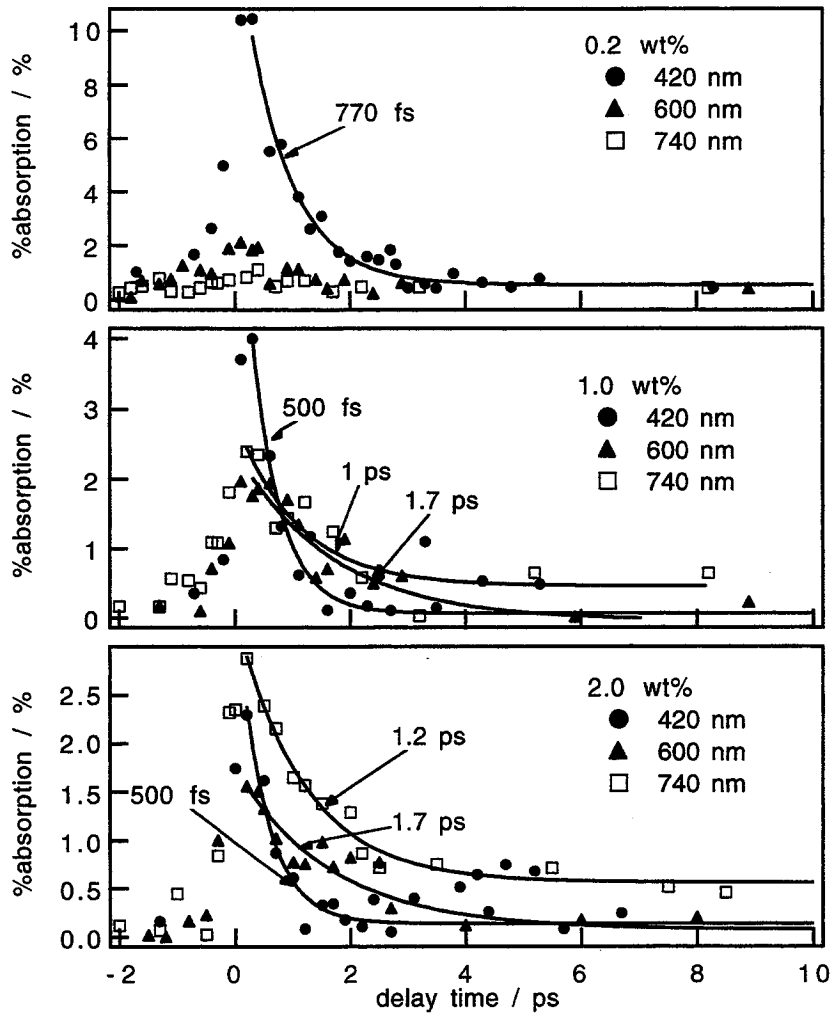 %absorption / %
10
8
6
4
2
0
770 fs
0.2 wt%
420 nm
600 nm
740 nm
%absorption / %
4
3
2
1
0
500 fs
1 ps
1.7 ps
1.0 wt%
420 nm
600 nm
740 nm
%absorption / %
2.5
2.0
1.5
1.0
0.5
0.0
500 fs
1.2 ps
1.7 ps
2.0 wt%
420 nm
600 nm
740 nm
-2 0 2 4 6 8 10
delay time / ps